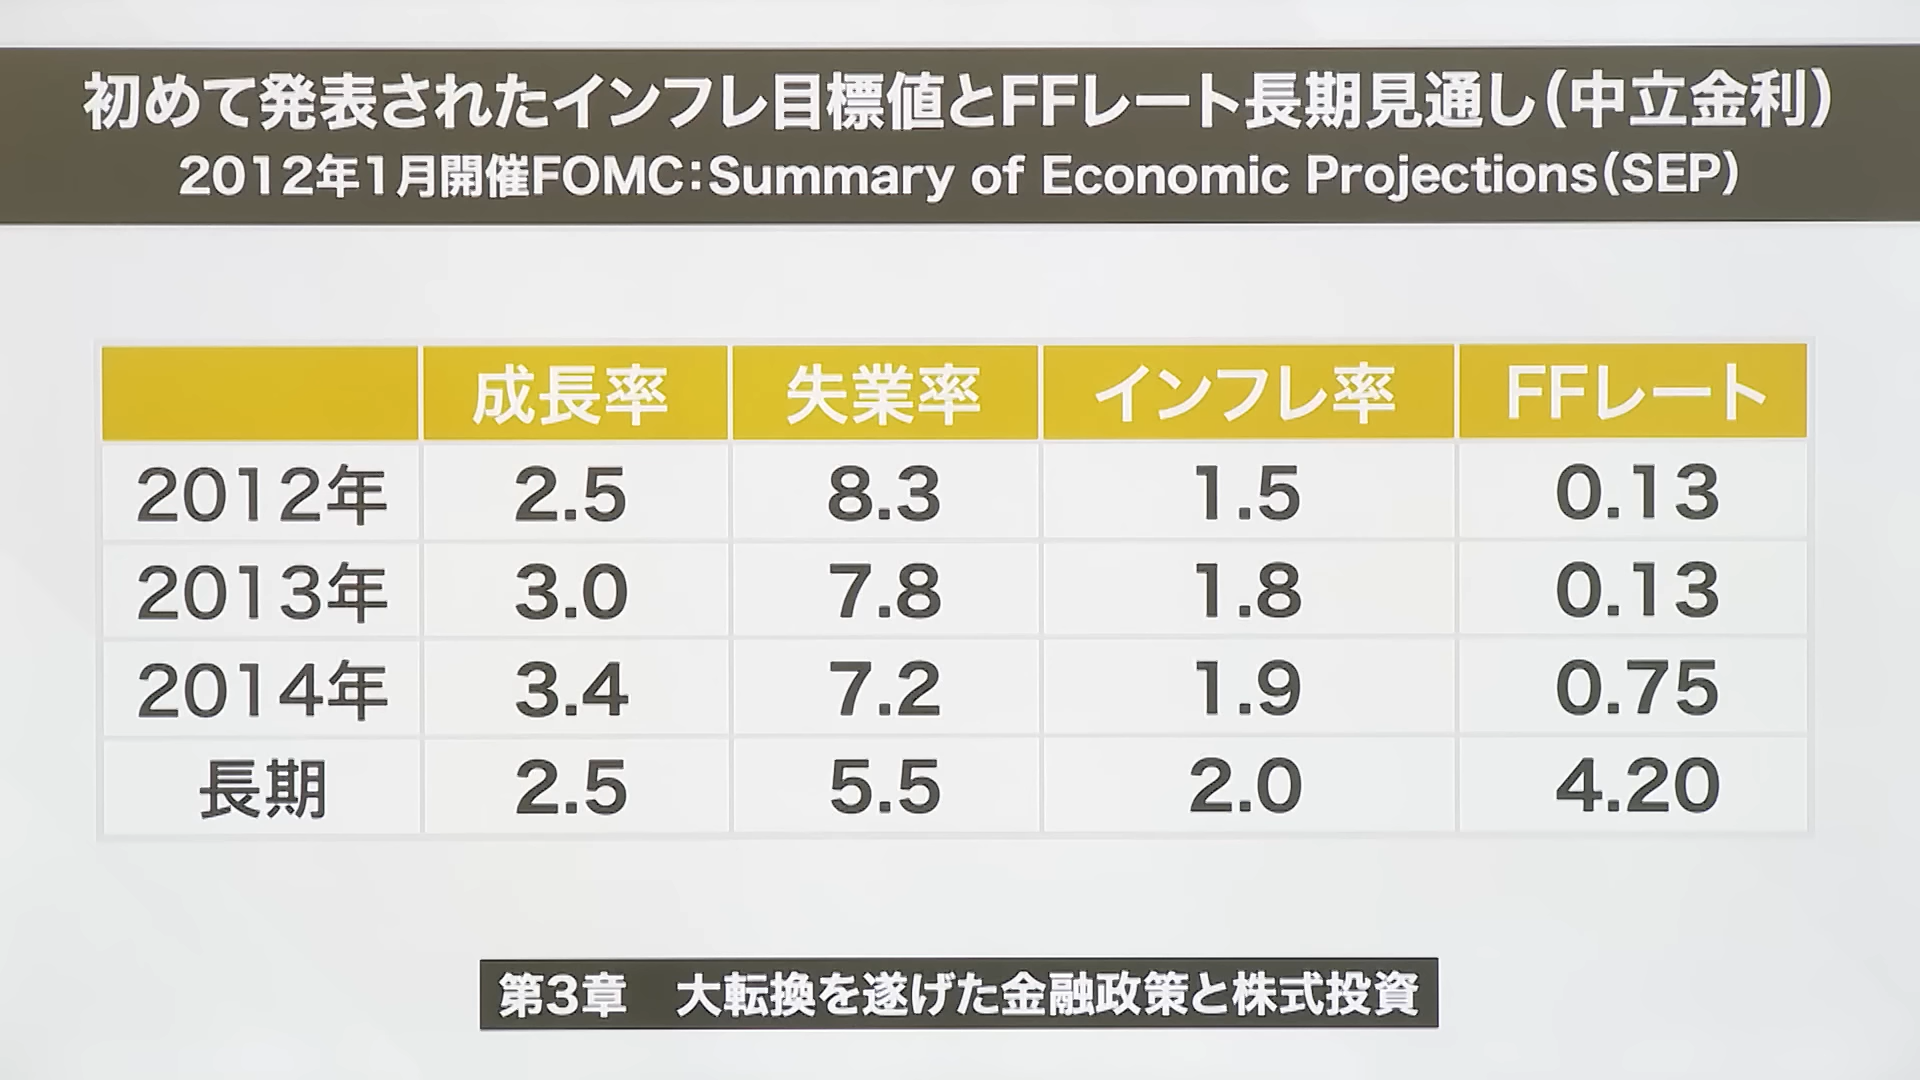 初めて発表されたインフレ目標値とFFレート長期見通し(中立金利)
2012年1月開催FOMC:Summary of Economic Projections(SEP)
成長率 失業率 インフレ率 FFレート
2012年 2.5 8.3 1.5 0.13
2013年 3.0 7.8 1.8 0.13
2014年 3.4 7.2 1.9 0.75
長期 2.5 5.5 2.0 4.20
第3章 大転換を遂げた金融政策と株式投資